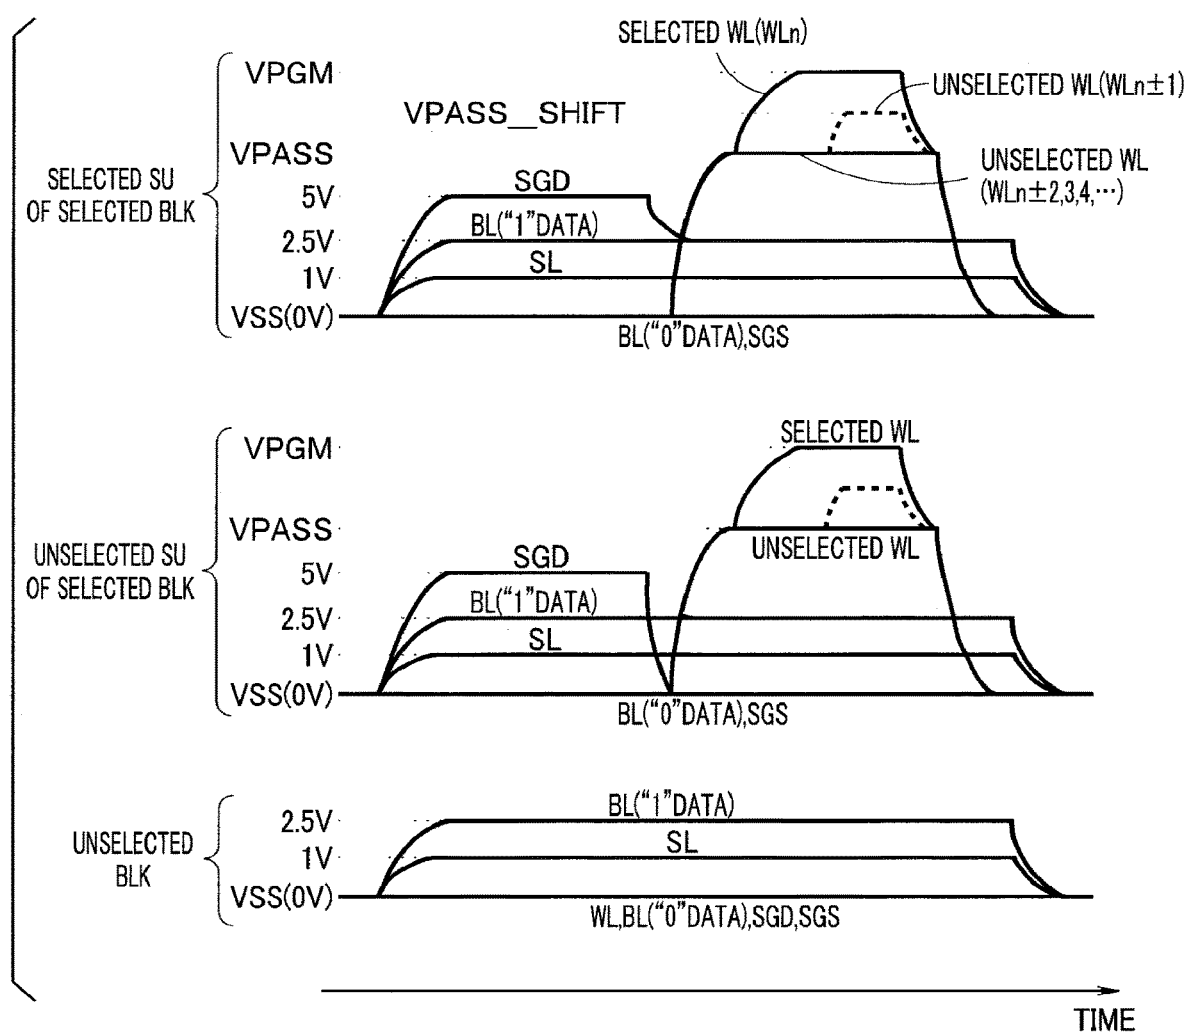 SELECTED WL(WLn)
VPGM
UNSELECTED WL(WLn±1)
VPASS__SHIFT
VPASS
UNSELECTED WL
(WLn±2,3,4,⋯)
SELECTED SU
OF SELECTED BLK
SGD
5V
BL("1"DATA)
2.5V
SL
1V
VSS(0V)
BL("0"DATA),SGS
SELECTED WL
VPGM
VPASS
UNSELECTED WL
UNSELECTED SU
OF SELECTED BLK
SGD
5V
BL("1"DATA)
2.5V
SL
1V
VSS(0V)
BL("0"DATA),SGS
BL("1"DATA)
2.5V
UNSELECTED
BLK
SL
1V
VSS(0V)
WL,BL("0"DATA),SGD,SGS
TIME